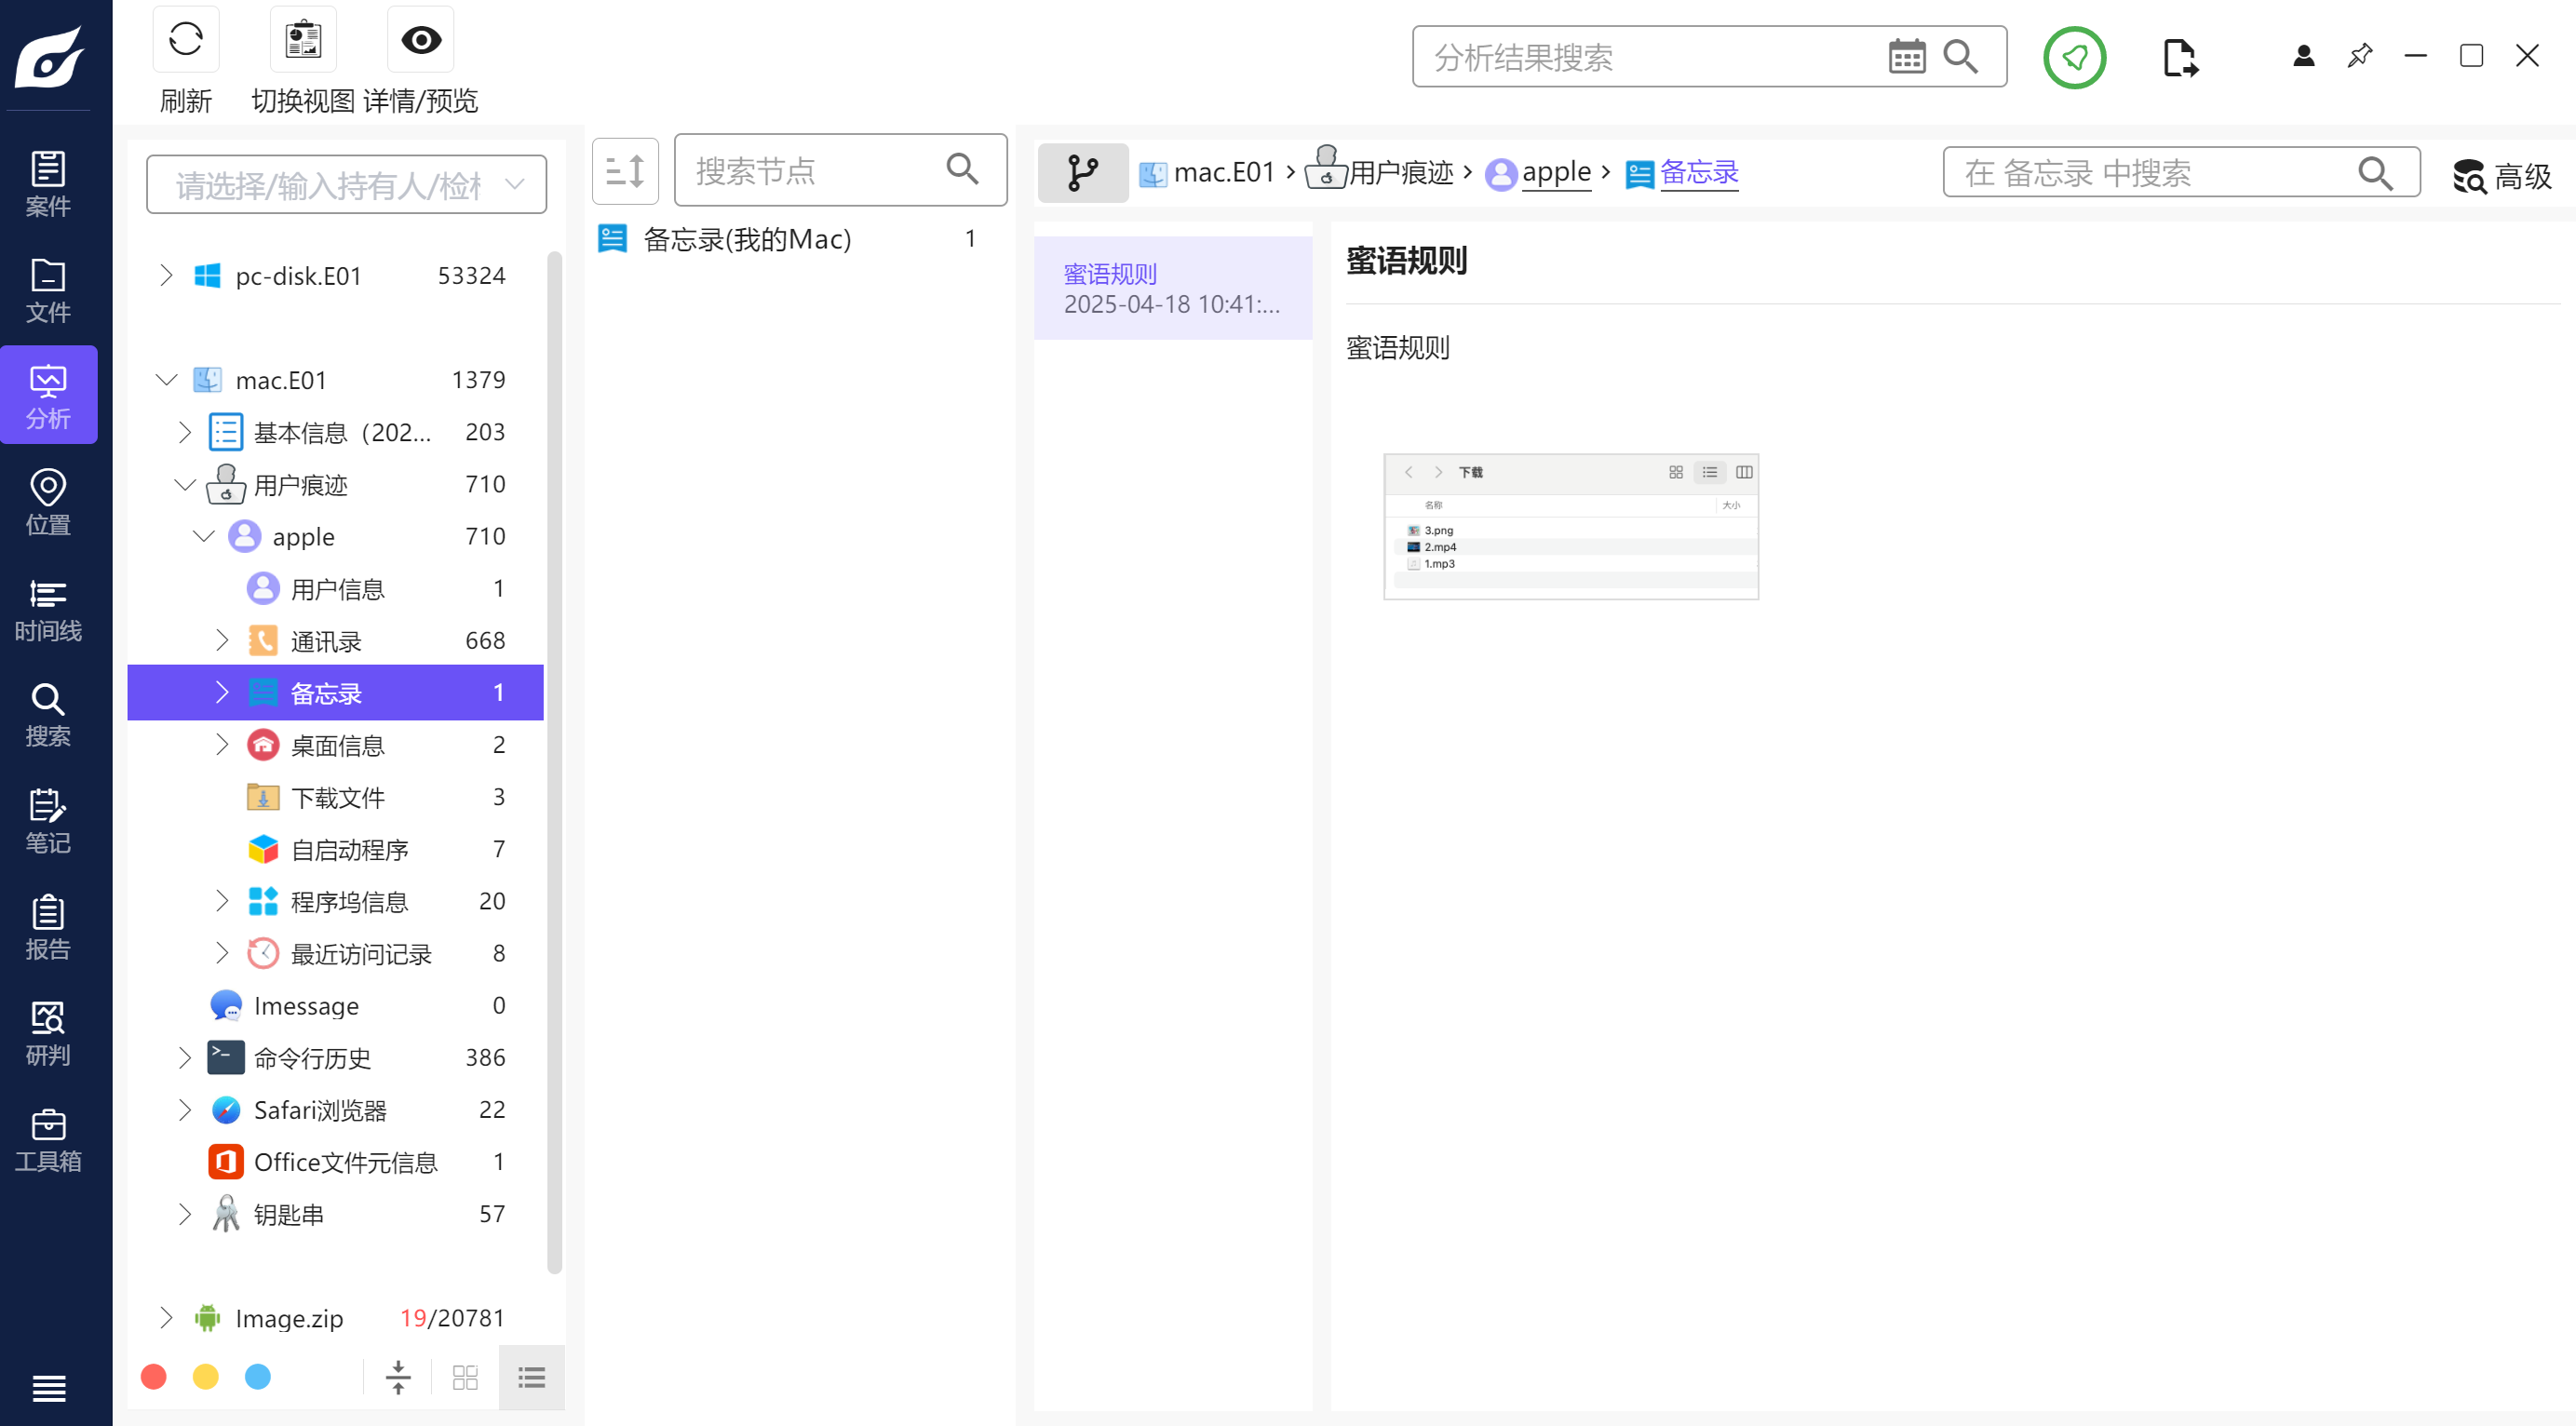 刷新
切换视图
详情/预览
分析结果搜索
案件
文件
分析
位置
时间线
搜索
笔记
报告
研判
工具箱
请选择/输入持有人/检材
pc-disk.E01 53324
mac.E01 1379
基本信息（202... 203
用户痕迹 710
apple 710
用户信息 1
通讯录 668
备忘录 1
桌面信息 2
下载文件 3
自启动程序 7
程序坞信息 20
最近访问记录 8
Imessage 0
命令行历史 386
Safari浏览器 22
Office文件元信息 1
钥匙串 57
Image.zip 19/20781
搜索节点
备忘录(我的Mac) 1
mac.E01 › 用户痕迹 › apple › 备忘录
在 备忘录 中搜索
高级
蜜语规则
2025-04-18 10:41:...
蜜语规则
蜜语规则
下载
名称 大小
3.png
2.mp4
1.mp3